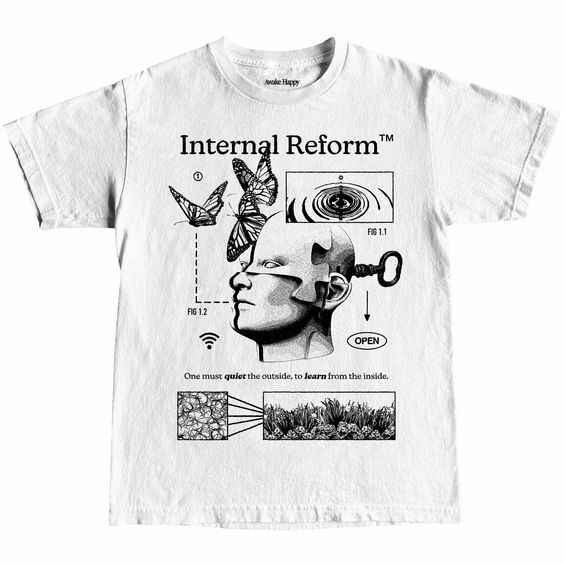 Awake Happy
Internal Reform™
①
FIG 1.1
FIG 1.2
OPEN
One must quiet the outside, to learn from the inside.